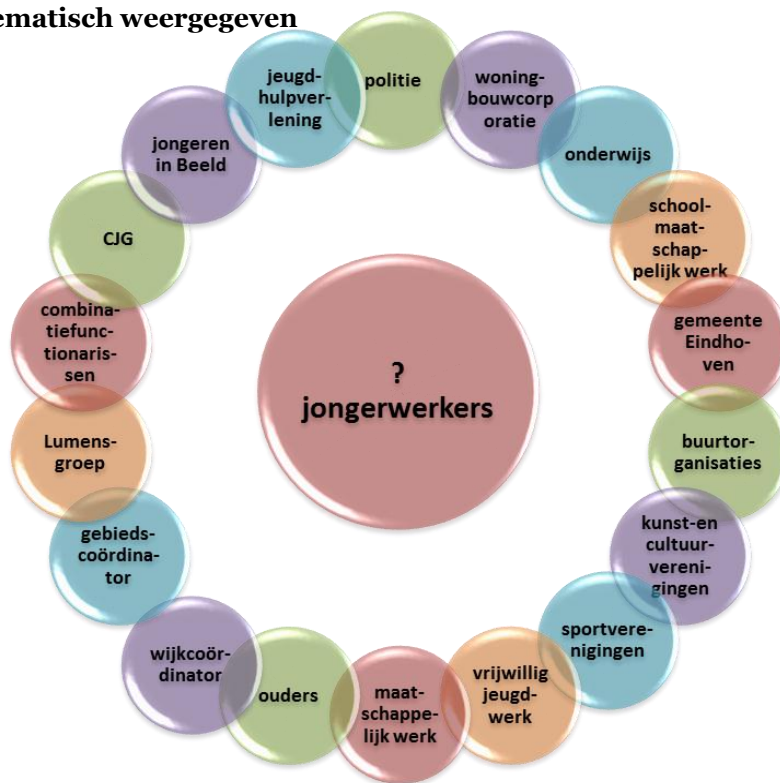 ematisch weergegeven
politie
woning-
bouwcorp
oratie
onderwijs
school-
maat-
schap-
pelijk werk
gemeente
Eindho-
ven
buurtor-
ganisaties
kunst-en
cultuur-
vereni-
gingen
sportvere-
nigingen
vrijwillig
jeugd-
werk
maat-
schappe-
lijk werk
ouders
wijkcoör-
dinator
gebieds-
coördina-
tor
Lumens-
groep
combina-
tiefunc-
tionaris-
sen
CJG
jongeren
in Beeld
jeugd-
hulpver-
lening
?
jongerwerkers